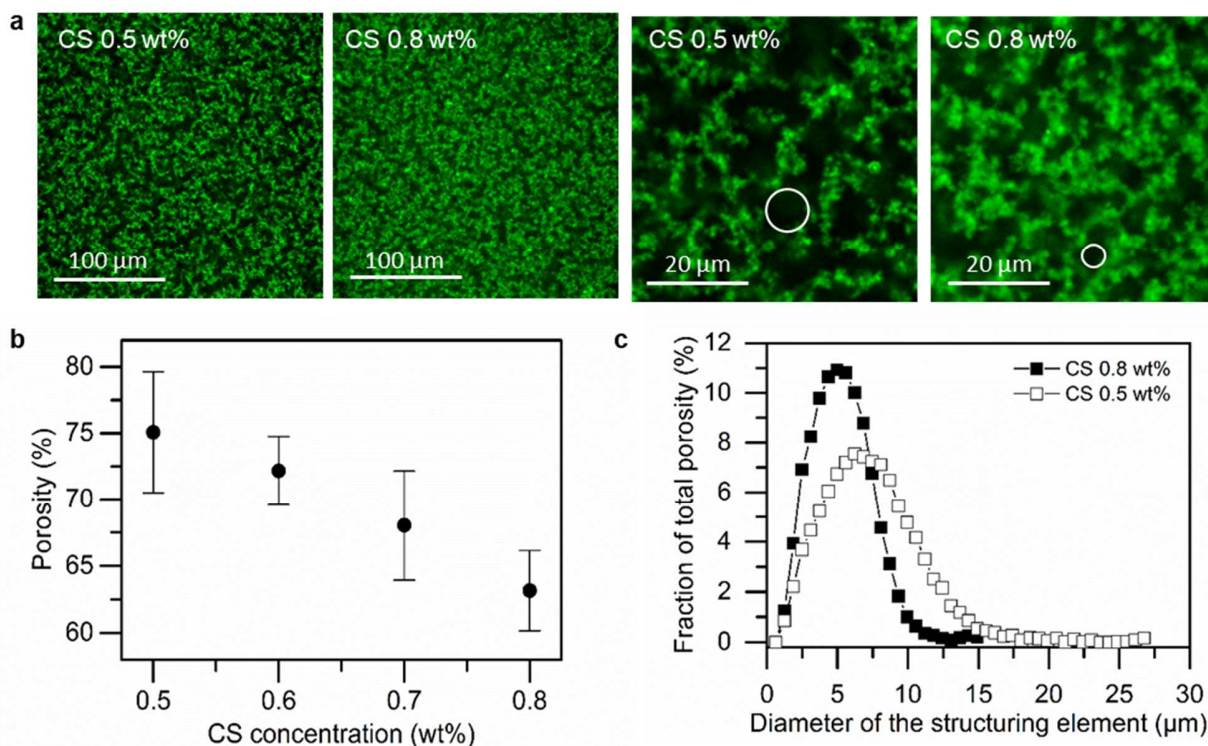 a
CS 0.5 wt%
100 µm
CS 0.8 wt%
100 µm
CS 0.5 wt%
20 µm
CS 0.8 wt%
20 µm
b
Porosity (%)
80
75
70
65
60
0.5 0.6 0.7 0.8
CS concentration (wt%)
c
Fraction of total porosity (%)
12
10
8
6
4
2
0
CS 0.8 wt%
CS 0.5 wt%
0 5 10 15 20 25 30
Diameter of the structuring element (µm)